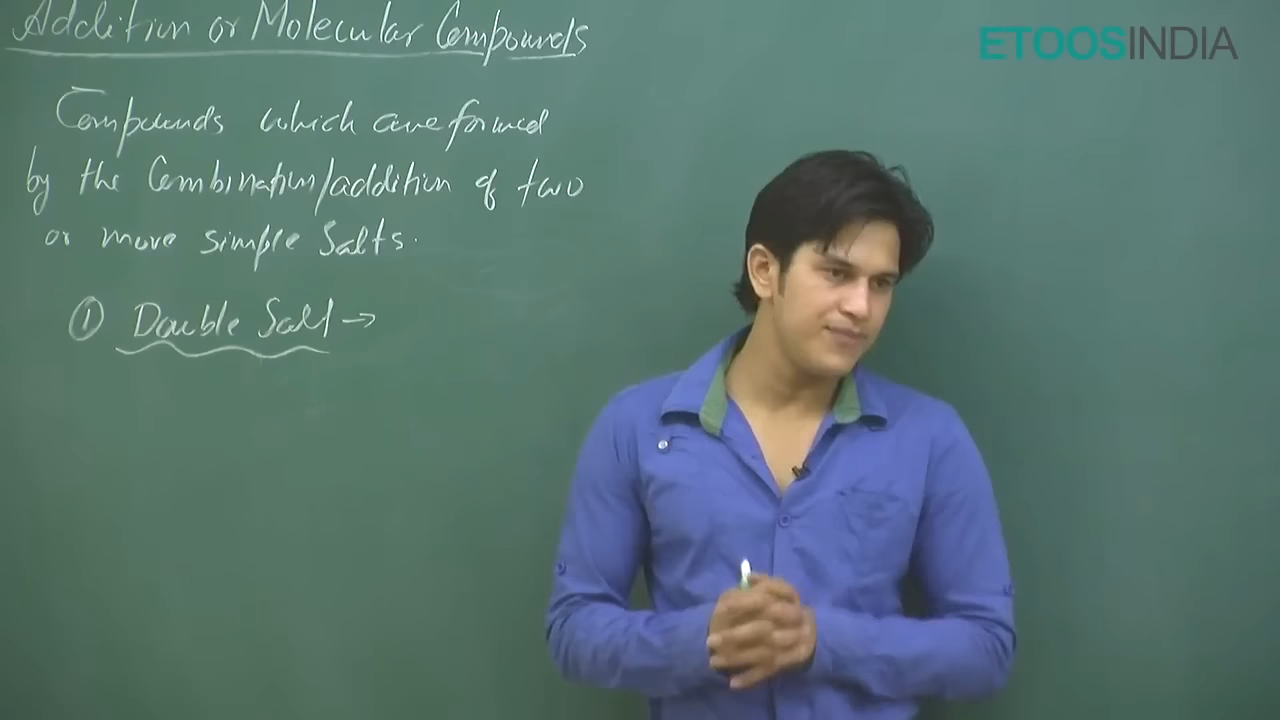 Addition or Molecular Compounds
ETOOSINDIA
Compounds which are formed
by the Combination/addition of two
or more simple Salts.
① Double Salt →